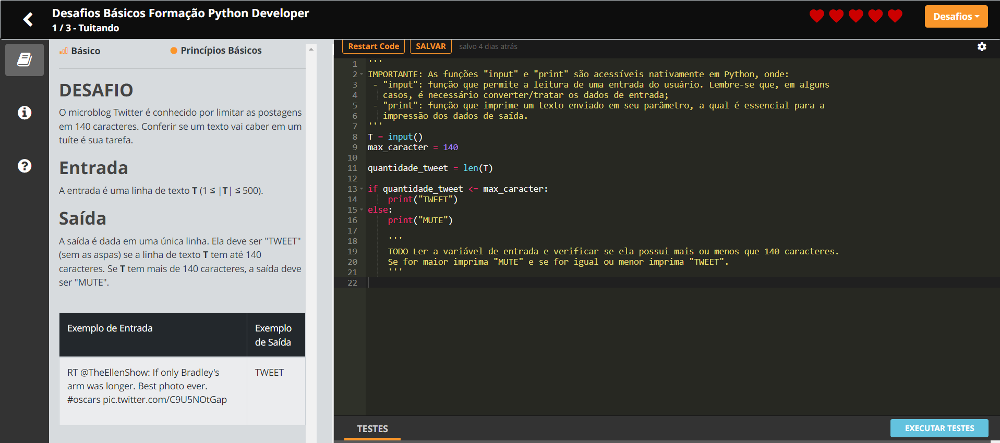 Desafios Básicos Formação Python Developer
1 / 3 - Tuitando
Desafios
Básico
Princípios Básicos
DESAFIO
O microblog Twitter é conhecido por limitar as postagens
em 140 caracteres. Conferir se um texto vai caber em um
tuíte é sua tarefa.
Entrada
A entrada é uma linha de texto T (1 ≤ |T| ≤ 500).
Saída
A saída é dada em uma única linha. Ela deve ser "TWEET"
(sem as aspas) se a linha de texto T tem até 140
caracteres. Se T tem mais de 140 caracteres, a saída deve
ser "MUTE".
Exemplo de Entrada
Exemplo
de Saída
RT @TheEllenShow: If only Bradley's
arm was longer. Best photo ever.
#oscars pic.twitter.com/C9U5NOtGap
TWEET
Restart Code
SALVAR
salvo 4 dias atrás
1 '''
2 IMPORTANTE: As funções "input" e "print" são acessíveis nativamente em Python, onde:
3 - "input": função que permite a leitura de uma entrada do usuário. Lembre-se que, em alguns
4 casos, é necessário converter/tratar os dados de entrada;
5 - "print": função que imprime um texto enviado em seu parâmetro, a qual é essencial para a
6 impressão dos dados de saída.
7 '''
8 T = input()
9 max_caracter = 140
10
11 quantidade_tweet = len(T)
12
13 if quantidade_tweet <= max_caracter:
14 print("TWEET")
15 else:
16 print("MUTE")
17
18 '''
19 TODO Ler a variável de entrada e verificar se ela possui mais ou menos que 140 caracteres.
20 Se for maior imprima "MUTE" e se for igual ou menor imprima "TWEET".
21 '''
22
TESTES
EXECUTAR TESTES